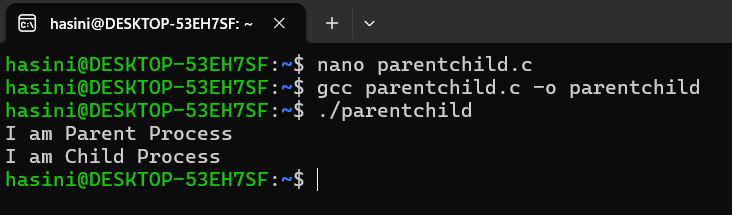 hasini@DESKTOP-53EH7SF: ~
hasini@DESKTOP-53EH7SF:~$ nano parentchild.c
hasini@DESKTOP-53EH7SF:~$ gcc parentchild.c -o parentchild
hasini@DESKTOP-53EH7SF:~$ ./parentchild
I am Parent Process
I am Child Process
hasini@DESKTOP-53EH7SF:~$